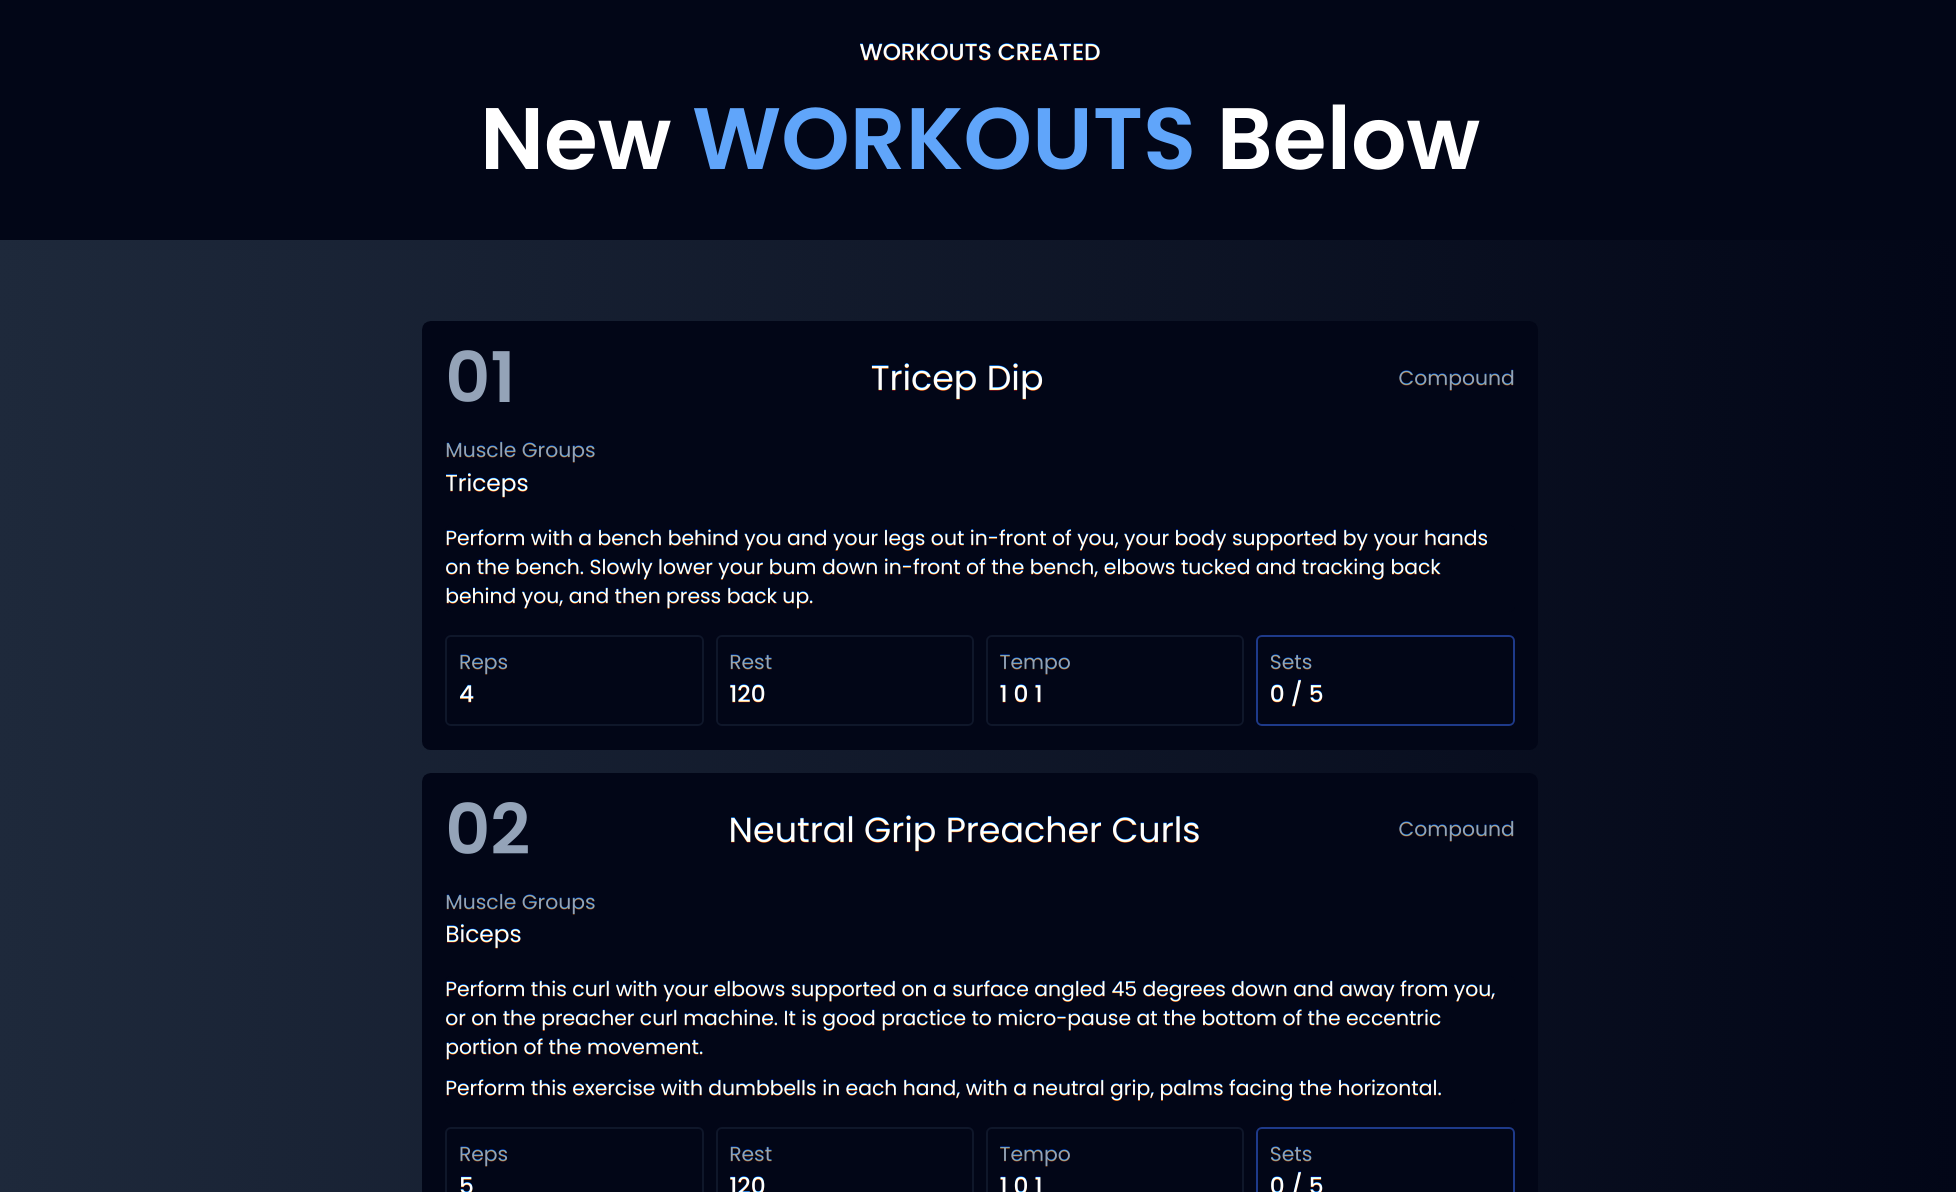 WORKOUTS CREATED
New WORKOUTS Below
01
Tricep Dip
Compound
Muscle Groups
Triceps
Perform with a bench behind you and your legs out in-front of you, your body supported by your hands
on the bench. Slowly lower your bum down in-front of the bench, elbows tucked and tracking back
behind you, and then press back up.
Reps
4
Rest
120
Tempo
1 0 1
Sets
0 / 5
02
Neutral Grip Preacher Curls
Compound
Muscle Groups
Biceps
Perform this curl with your elbows supported on a surface angled 45 degrees down and away from you,
or on the preacher curl machine. It is good practice to micro-pause at the bottom of the eccentric
portion of the movement.
Perform this exercise with dumbbells in each hand, with a neutral grip, palms facing the horizontal.
Reps
5
Rest
120
Tempo
1 0 1
Sets
0 / 5